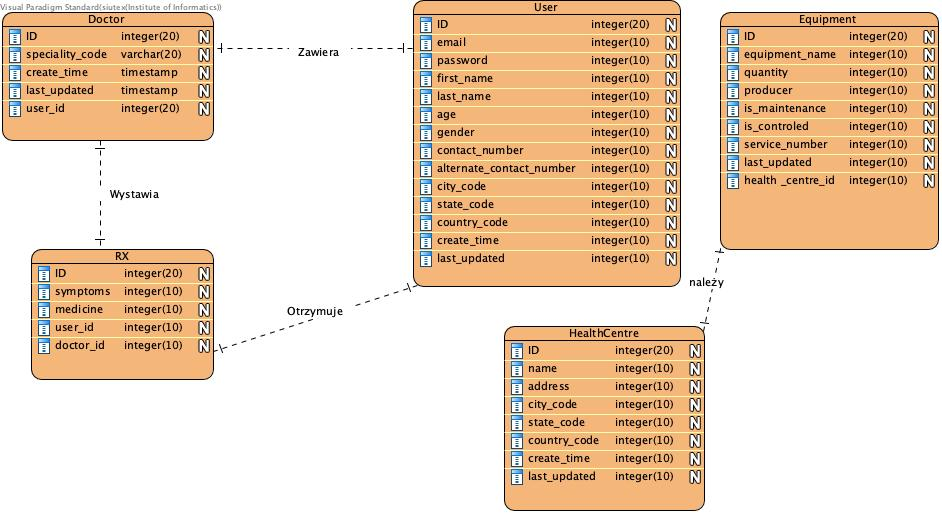 Visual Paradigm Standard(siutex(Institute of Informatics))
Doctor
ID integer(20) N
speciality_code varchar(20) N
create_time timestamp N
last_updated timestamp N
user_id integer(20) N
Zawiera
User
ID integer(20) N
email integer(10) N
password integer(10) N
first_name integer(10) N
last_name integer(10) N
age integer(10) N
gender integer(10) N
contact_number integer(10) N
alternate_contact_number integer(10) N
city_code integer(10) N
state_code integer(10) N
country_code integer(10) N
create_time integer(10) N
last_updated integer(10) N
Equipment
ID integer(20) N
equipment_name integer(10) N
quantity integer(10) N
producer integer(10) N
is_maintenance integer(10) N
is_controled integer(10) N
service_number integer(10) N
last_updated integer(10) N
health _centre_id integer(10) N
Wystawia
RX
ID integer(20) N
symptoms integer(10) N
medicine integer(10) N
user_id integer(10) N
doctor_id integer(10) N
Otrzymuje
należy
HealthCentre
ID integer(20) N
name integer(10) N
address integer(10) N
city_code integer(10) N
state_code integer(10) N
country_code integer(10) N
create_time integer(10) N
last_updated integer(10) N